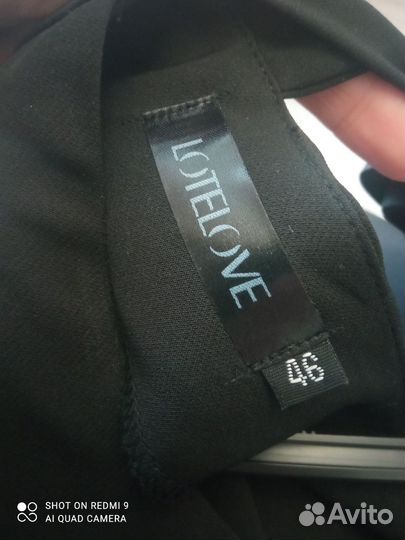 LOTELOVE
46
SHOT ON REDMI 9
AI QUAD CAMERA
Avito